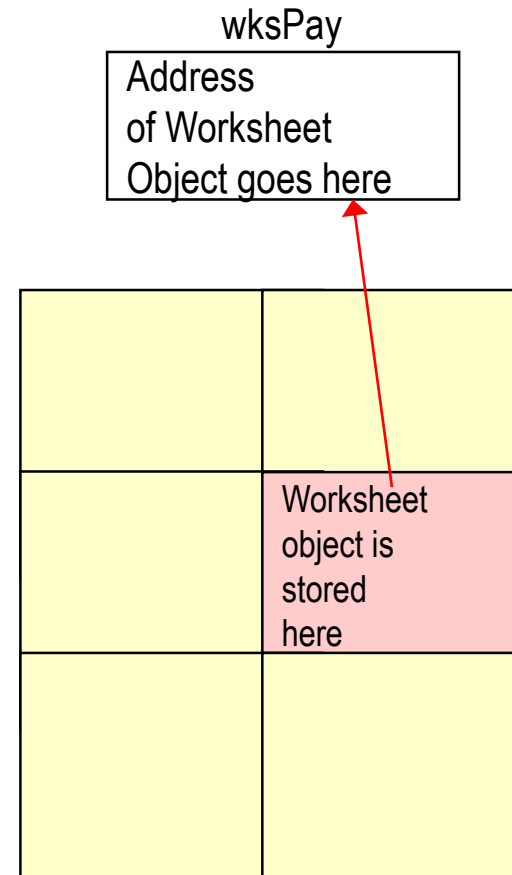 wksPay
Address
of Worksheet
Object goes here
Worksheet
object is
stored
here